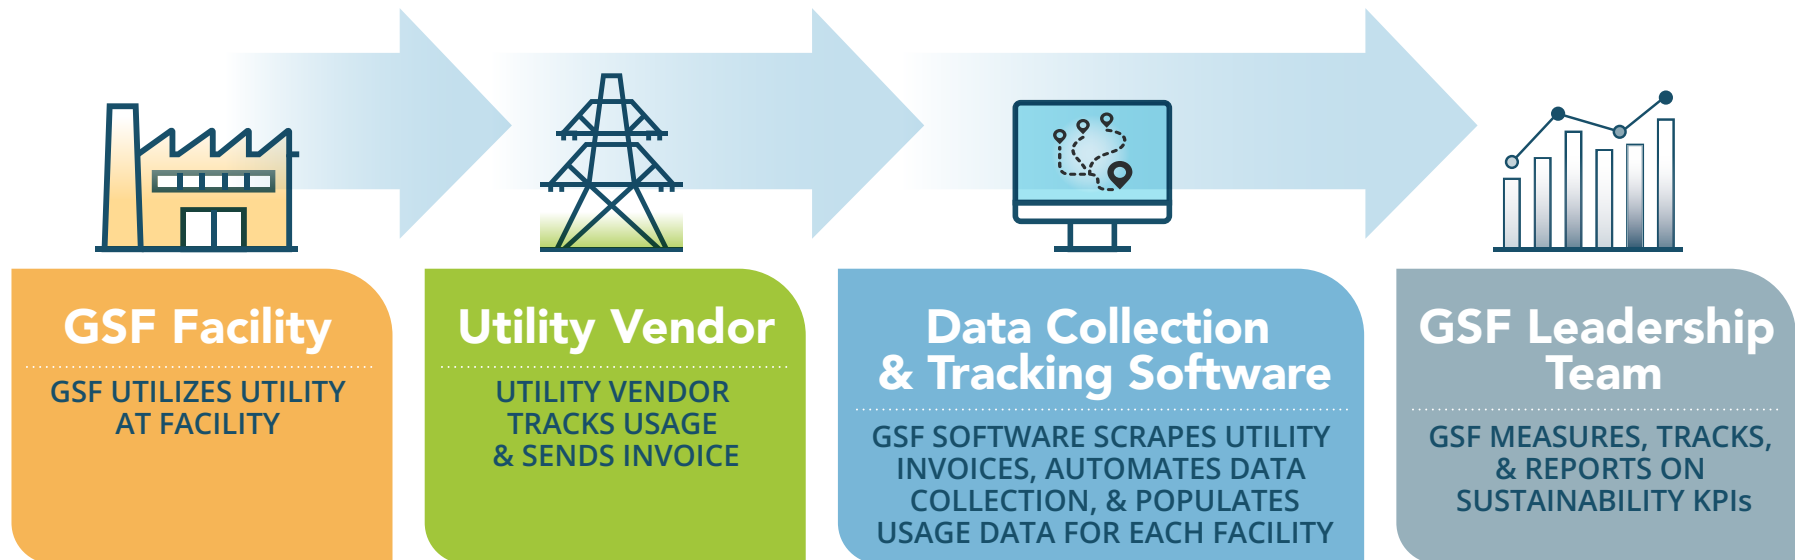 GSF Facility
GSF UTILIZES UTILITY
AT FACILITY
Utility Vendor
UTILITY VENDOR
TRACKS USAGE
& SENDS INVOICE
Data Collection
& Tracking Software
GSF SOFTWARE SCRAPES UTILITY
INVOICES, AUTOMATES DATA
COLLECTION, & POPULATES
USAGE DATA FOR EACH FACILITY
GSF Leadership
Team
GSF MEASURES, TRACKS,
& REPORTS ON
SUSTAINABILITY KPIs